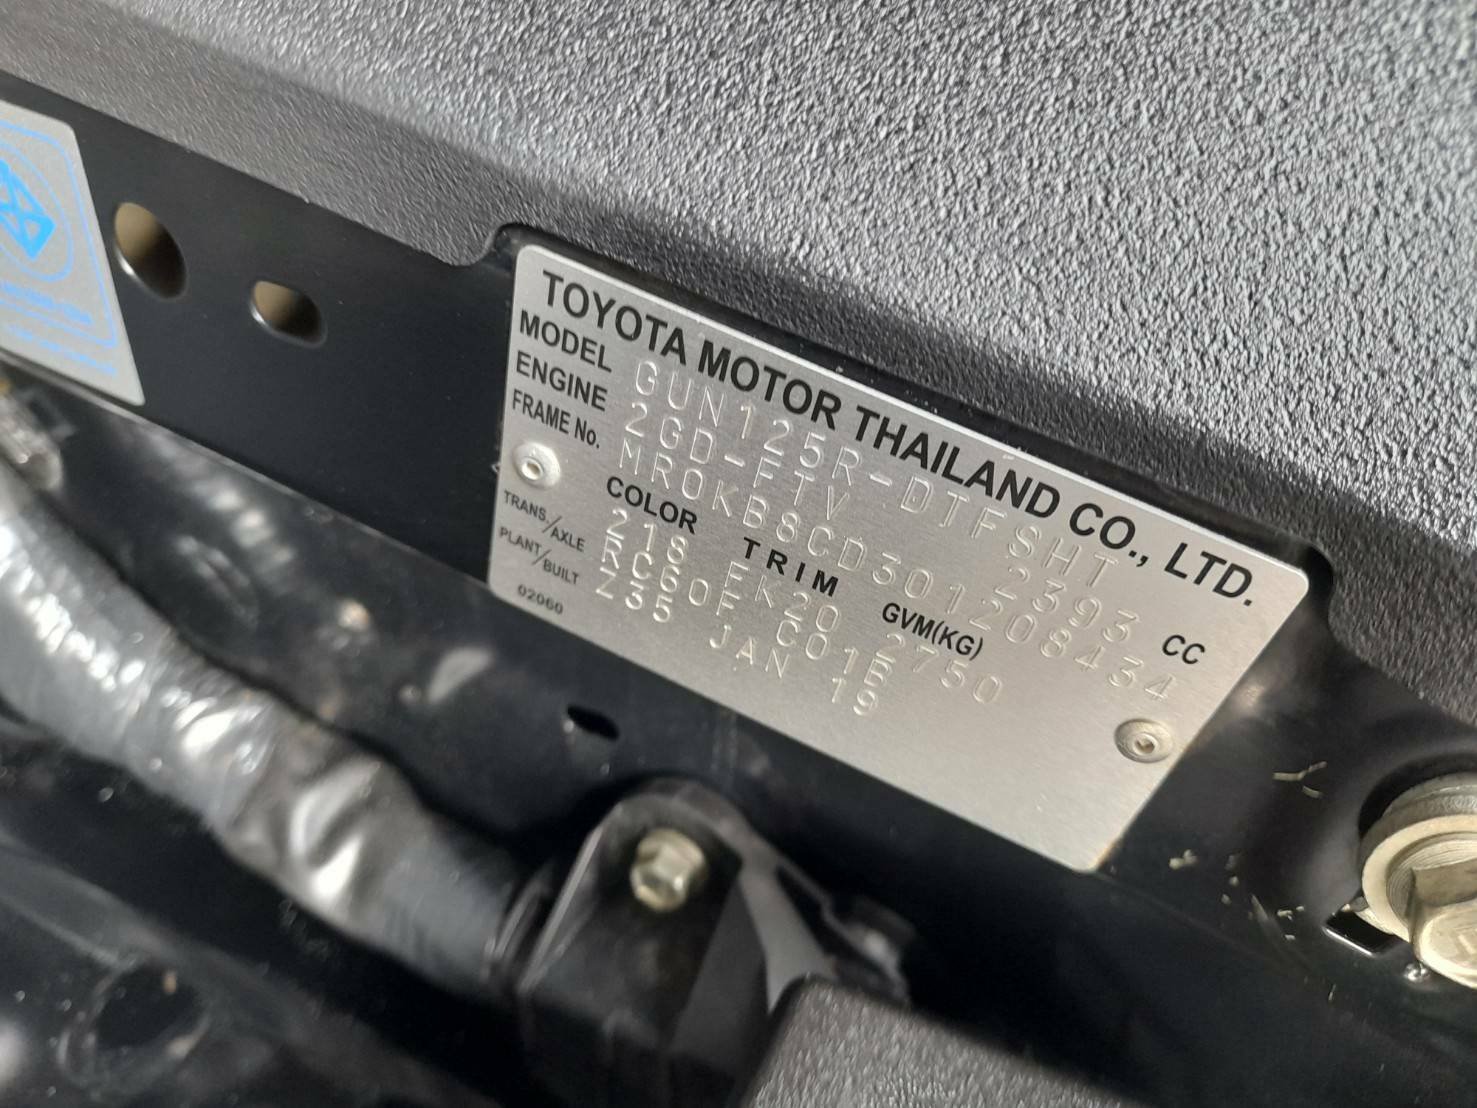 TOYOTA MOTOR THAILAND CO., LTD.
MODEL GUN125R-DTFSHT
ENGINE 2GD-FTV 2393 CC
FRAME No. MR0KB8CD301208434
COLOR TRIM GVM(KG)
218 FK20 2750
TRANS/AXLE RC60F C01B
PLANT/BUILT Z35 JAN 19
02060